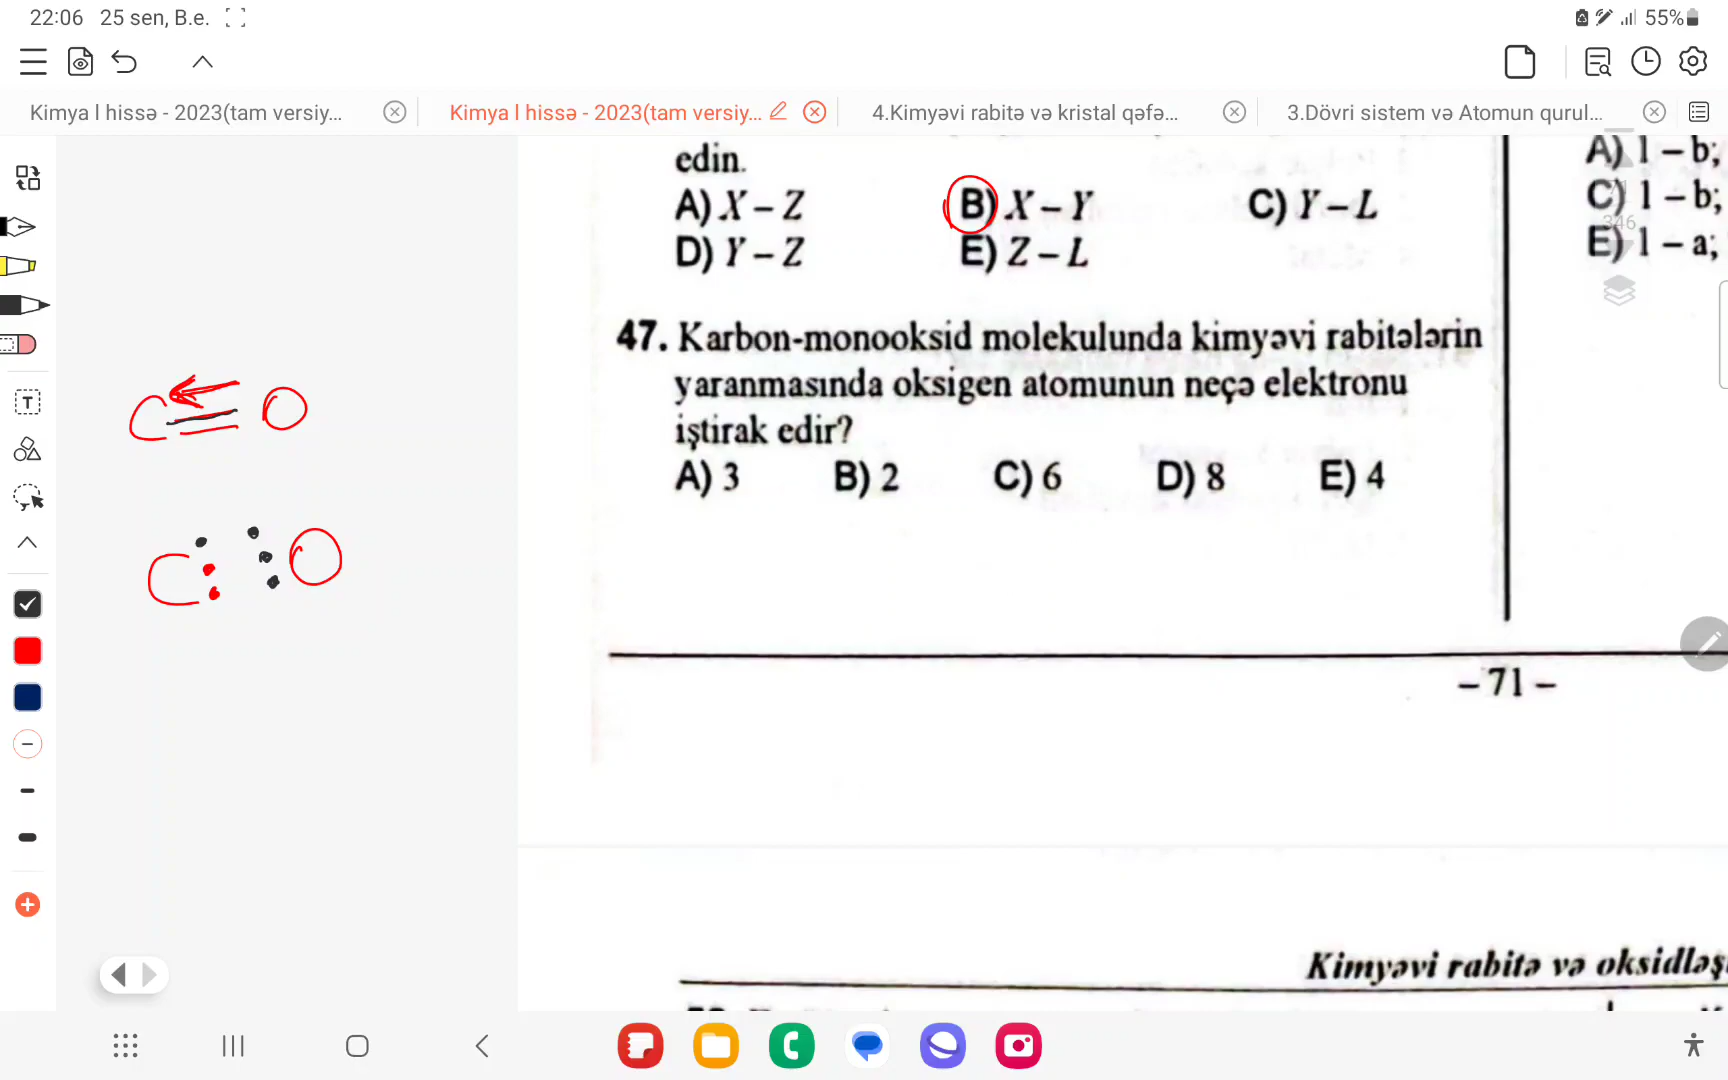 22:06 25 sen, B.e. 55%
Kimya I hissə - 2023(tam versiy...
Kimya I hissə - 2023(tam versiy...
4.Kimyəvi rabitə və kristal qəfə...
3.Dövri sistem və Atomun qurul...
edin.
A) X – Z B) X – Y C) Y – L
D) Y – Z E) Z – L
A) 1 – b;
C) 1 – b;
346
E) 1 – a;
47. Karbon-monooksid molekulunda kimyəvi rabitələrin
yaranmasında oksigen atomunun neçə elektronu
iştirak edir?
A) 3 B) 2 C) 6 D) 8 E) 4
C O
C O
T
– 71 –
Kimyəvi rabitə və